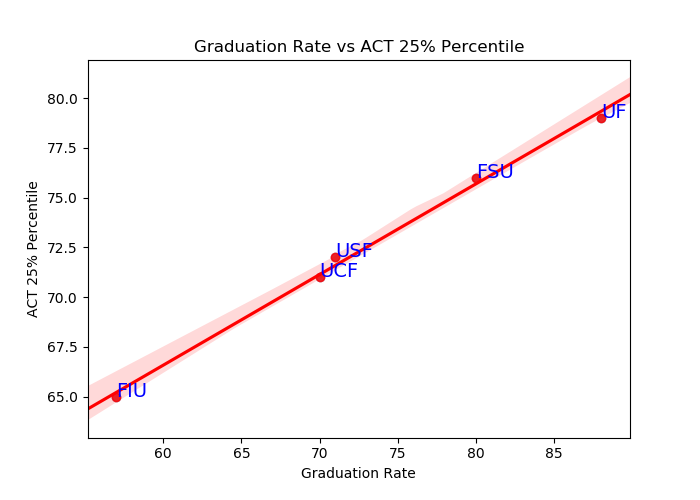 Graduation Rate vs ACT 25% Percentile
80.0
77.5
75.0
72.5
70.0
67.5
65.0
ACT 25% Percentile
UF
FSU
USF
UCF
FIU
60
65
70
75
80
85
Graduation Rate